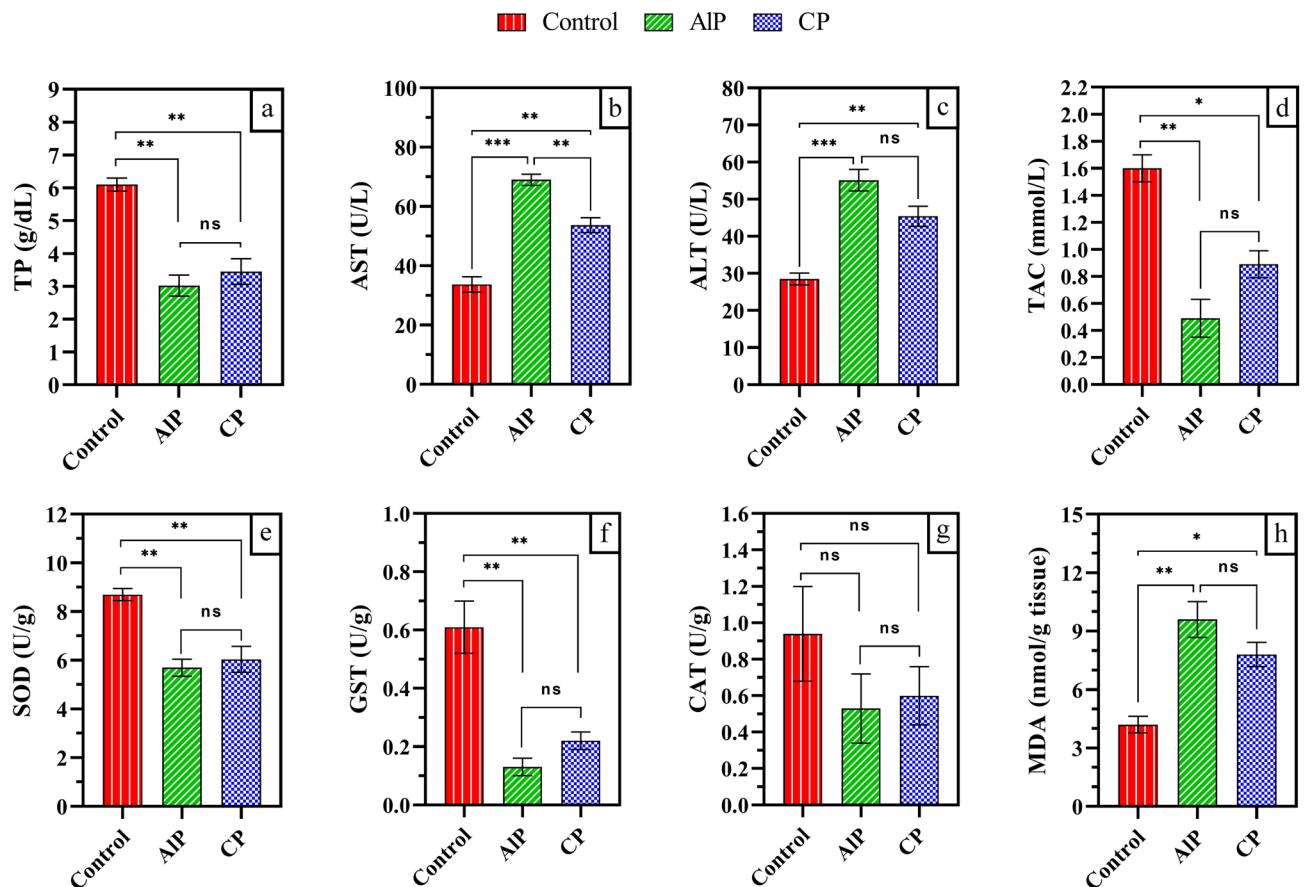 Control AlP CP
a
TP (g/dL)
9
8
7
6
5
4
3
2
1
0
**
**
ns
Control AlP CP
b
AST (U/L)
100
80
60
40
20
0
**
*** **
Control AlP CP
c
ALT (U/L)
80
70
60
50
40
30
20
10
0
**
*** ns
Control AlP CP
d
TAC (mmol/L)
2.2
2.0
1.8
1.6
1.4
1.2
1.0
0.8
0.6
0.4
0.2
0.0
*
**
ns
Control AlP CP
e
SOD (U/g)
12
10
8
6
4
2
0
**
**
ns
Control AlP CP
f
GST (U/g)
1.0
0.8
0.6
0.4
0.2
0.0
**
**
ns
Control AlP CP
g
CAT (U/g)
1.6
1.4
1.2
1.0
0.8
0.6
0.4
0.2
0.0
ns
ns
ns
Control AlP CP
h
MDA (nmol/g tissue)
15
12
9
6
3
0
*
** ns
Control AlP CP